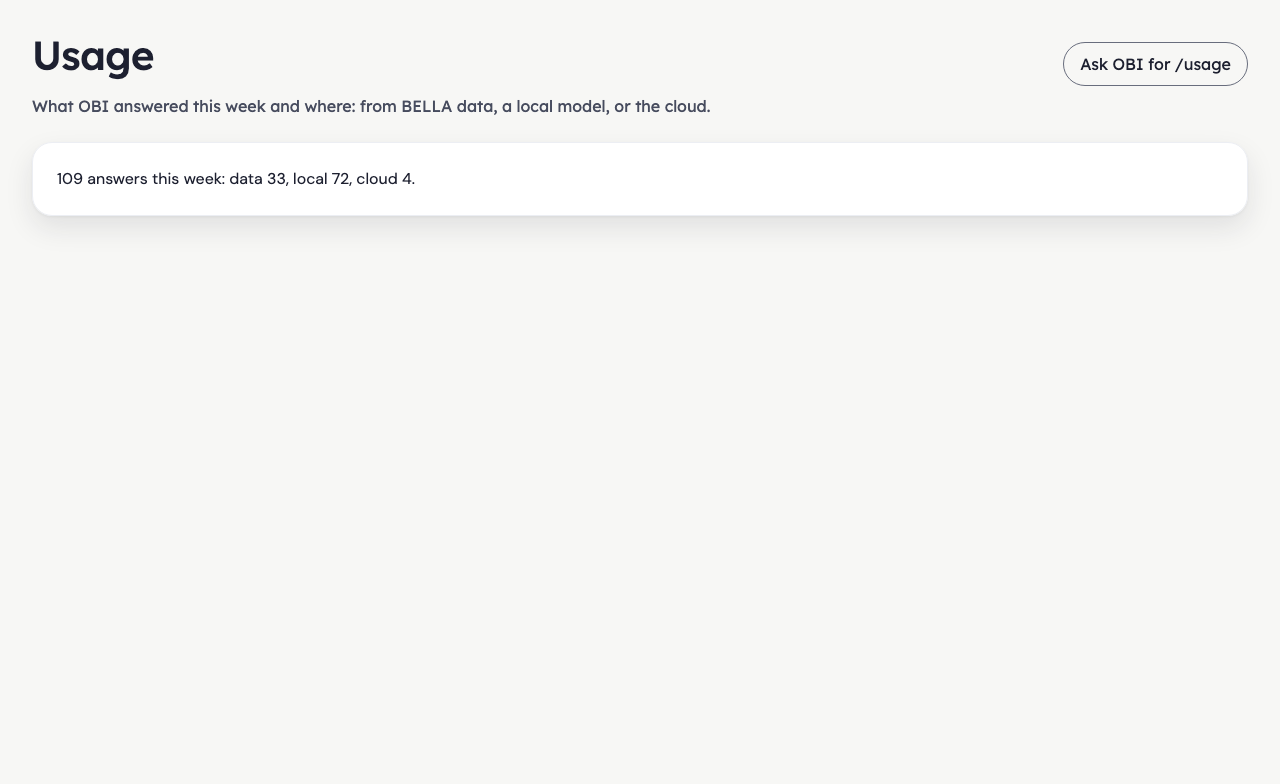 Usage
Ask OBI for /usage
What OBI answered this week and where: from BELLA data, a local model, or the cloud.
109 answers this week: data 33, local 72, cloud 4.